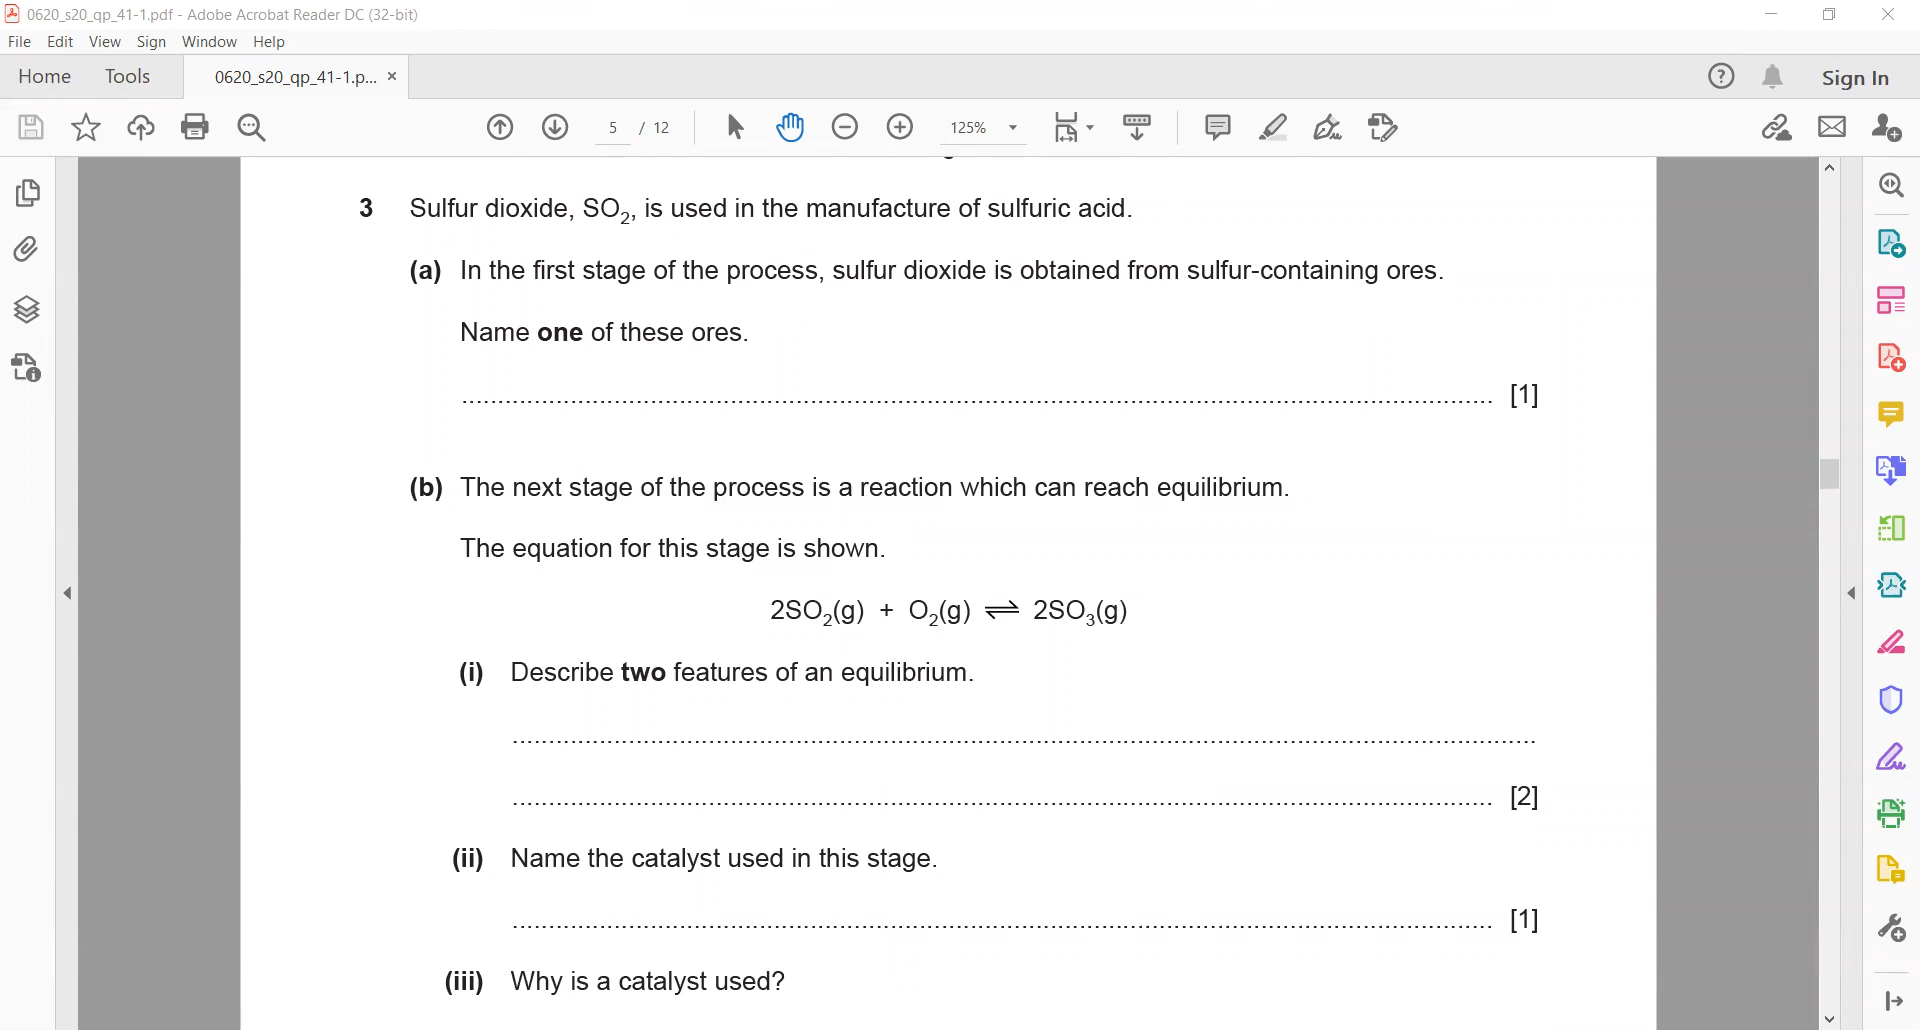 0620_s20_qp_41-1.pdf - Adobe Acrobat Reader DC (32-bit)
File Edit View Sign Window Help
Home Tools 0620_s20_qp_41-1.p... × Sign In
5 / 12 125%
3 Sulfur dioxide, SO₂, is used in the manufacture of sulfuric acid.
(a) In the first stage of the process, sulfur dioxide is obtained from sulfur-containing ores.
Name one of these ores.
.......................................................................................................................................... [1]
(b) The next stage of the process is a reaction which can reach equilibrium.
The equation for this stage is shown.
2SO₂(g) + O₂(g) ⇌ 2SO₃(g)
(i) Describe two features of an equilibrium.
..........................................................................................................................................
.................................................................................................................................... [2]
(ii) Name the catalyst used in this stage.
.................................................................................................................................... [1]
(iii) Why is a catalyst used?